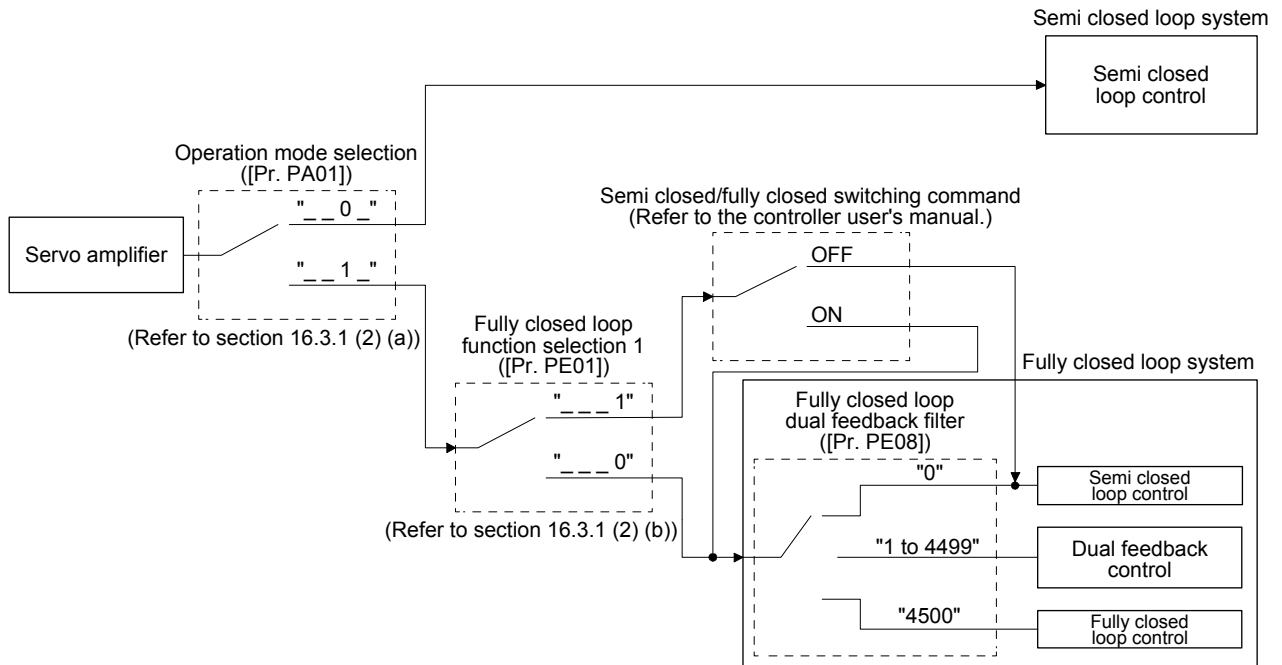 Semi closed loop system
Semi closed
loop control
Operation mode selection
([Pr. PA01])
"_ _ 0 _"
"_ _ 1 _"
Servo amplifier
(Refer to section 16.3.1 (2) (a))
Semi closed/fully closed switching command
(Refer to the controller user's manual.)
OFF
ON
Fully closed loop
function selection 1
([Pr. PE01])
"_ _ _ 1"
"_ _ _ 0"
(Refer to section 16.3.1 (2) (b))
Fully closed loop system
Fully closed loop
dual feedback filter
([Pr. PE08])
"0"
Semi closed
loop control
"1 to 4499"
Dual feedback
control
"4500"
Fully closed
loop control